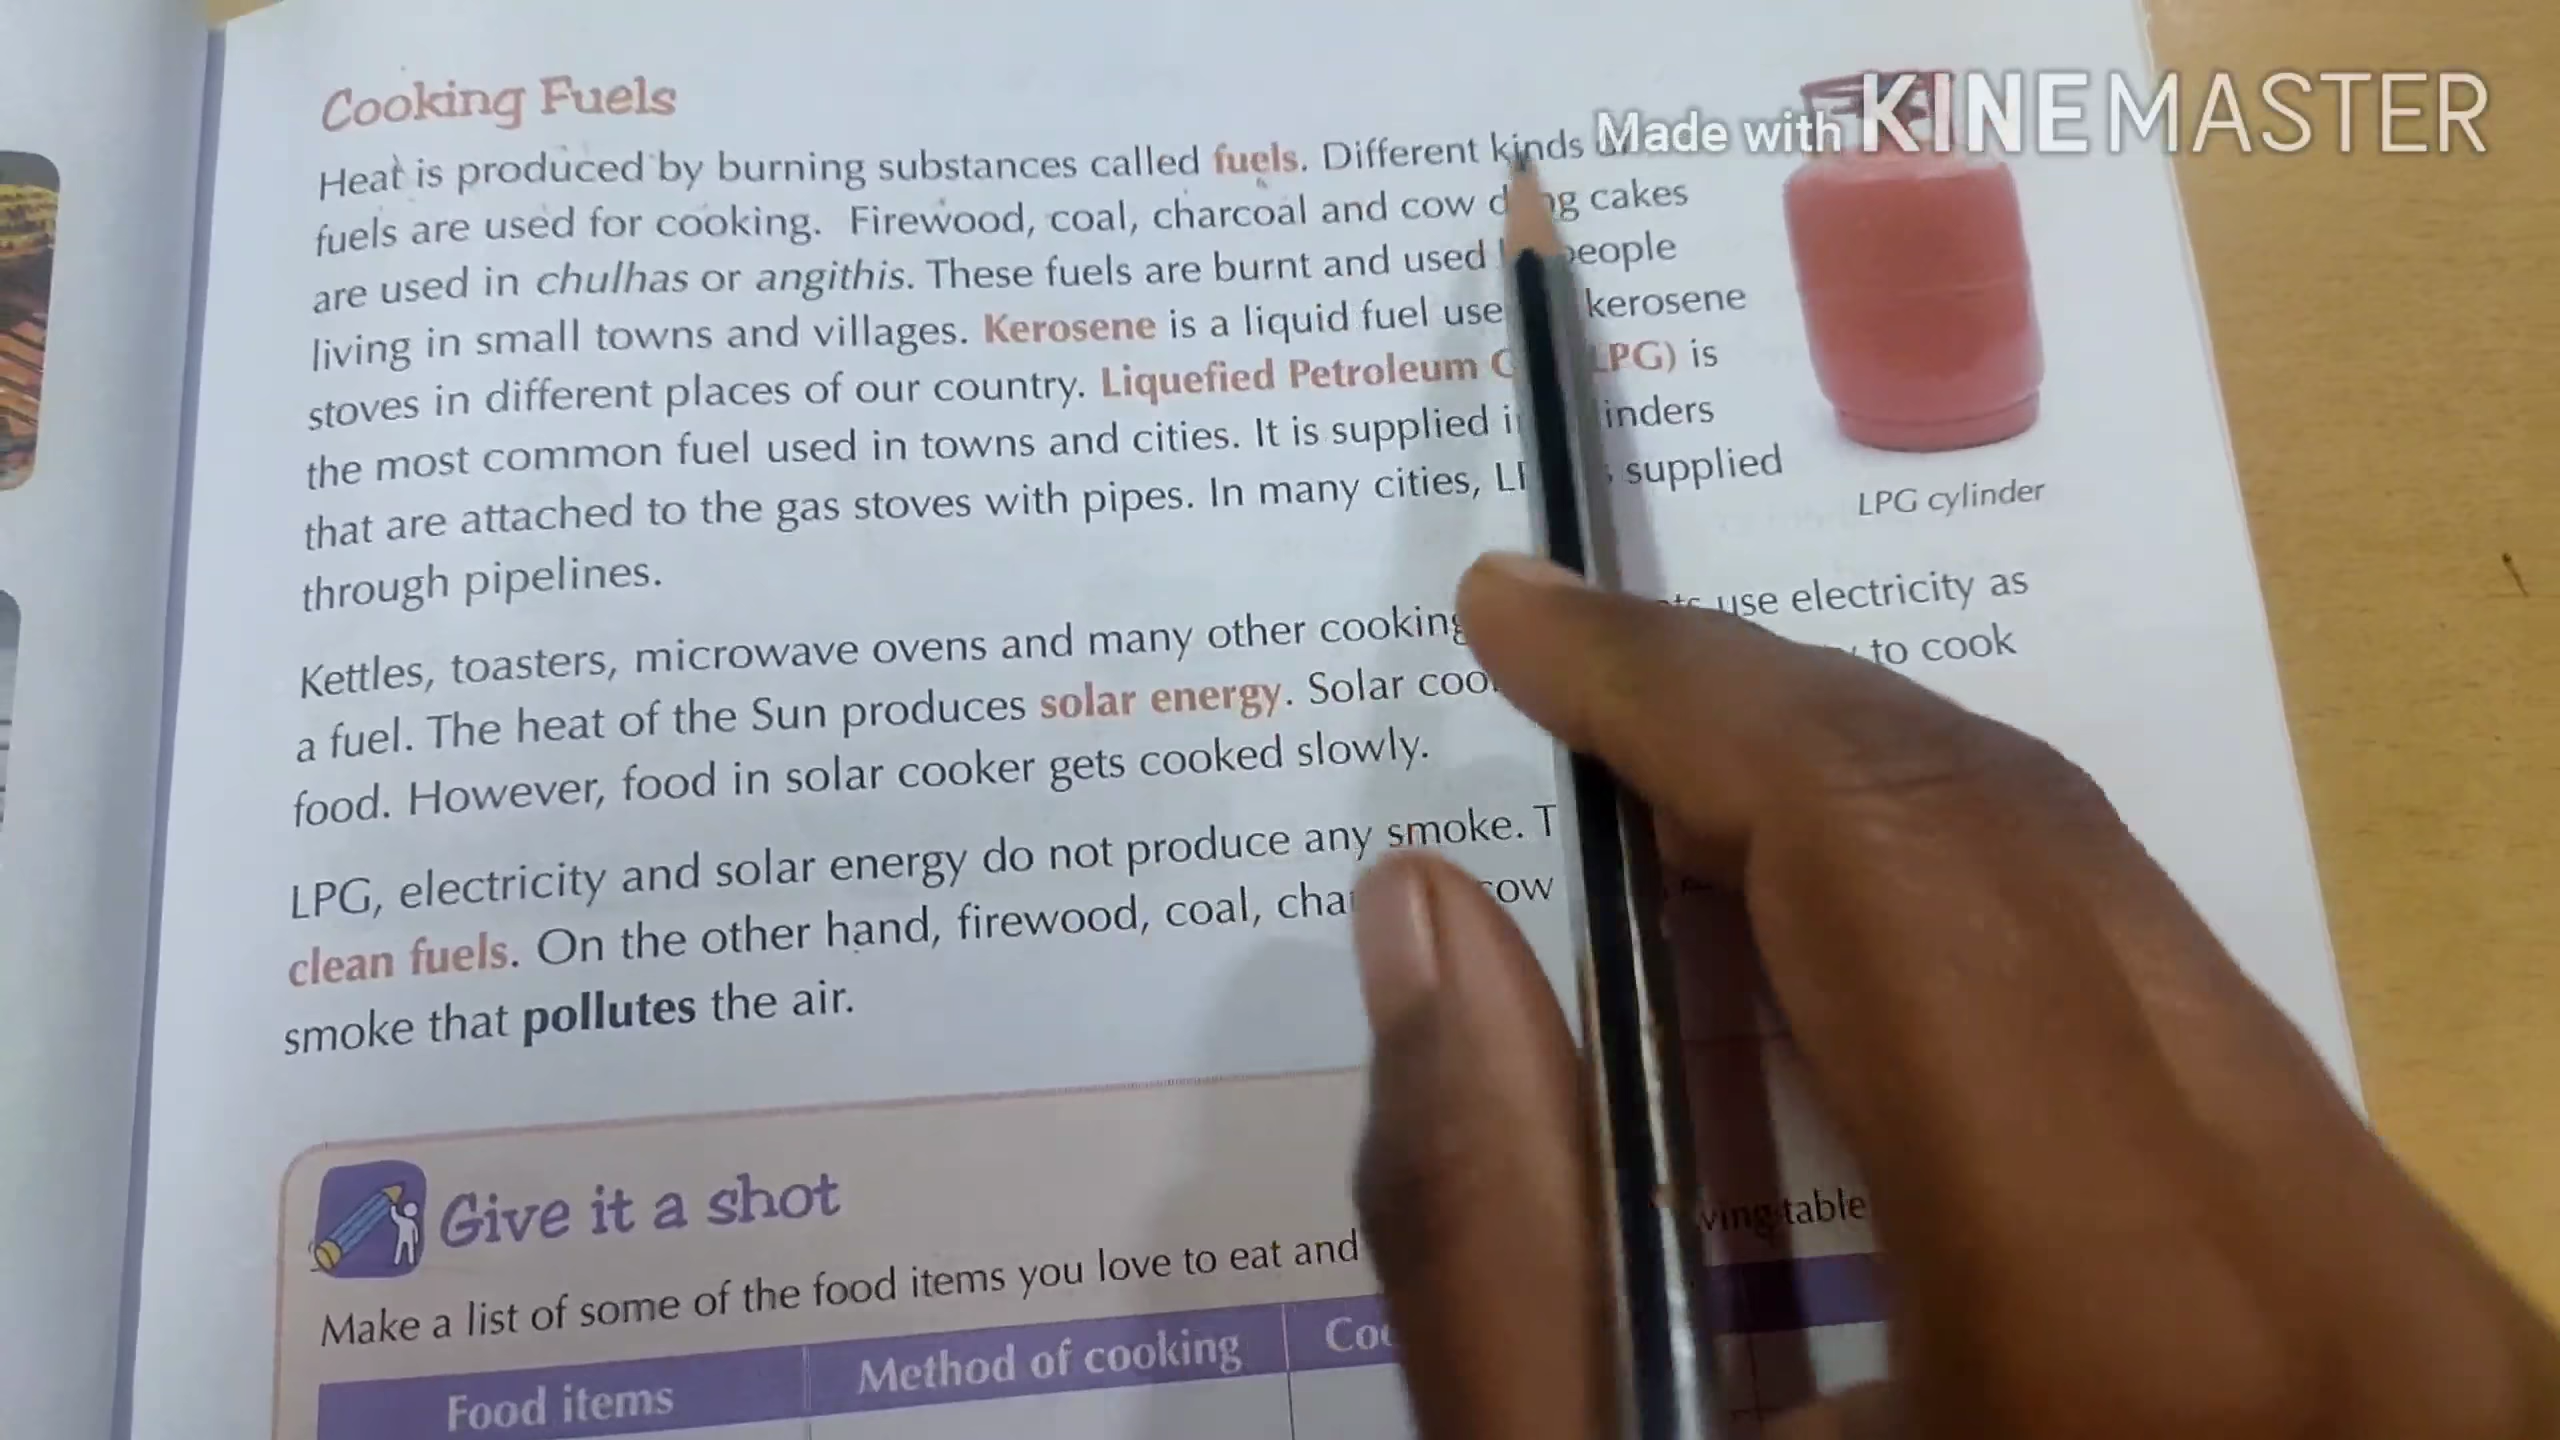 Cooking Fuels
Made with KINEMASTER
Heat is produced by burning substances called fuels. Different kinds
fuels are used for cooking. Firewood, coal, charcoal and cow dung cakes
are used in chulhas or angithis. These fuels are burnt and used people
living in small towns and villages. Kerosene is a liquid fuel use kerosene
stoves in different places of our country. Liquefied Petroleum (LPG) is
the most common fuel used in towns and cities. It is supplied
that are attached to the gas stoves with pipes. In many cities, supplied
through pipelines.
LPG cylinder
Kettles, toasters, microwave ovens and many other cooking use electricity as
a fuel. The heat of the Sun produces solar energy. Solar to cook
food. However, food in solar cooker gets cooked slowly.
LPG, electricity and solar energy do not produce any smoke.
clean fuels. On the other hand, firewood, coal, cow
smoke that pollutes the air.
Give it a shot
Make a list of some of the food items you love to eat and table
Food items Method of cooking